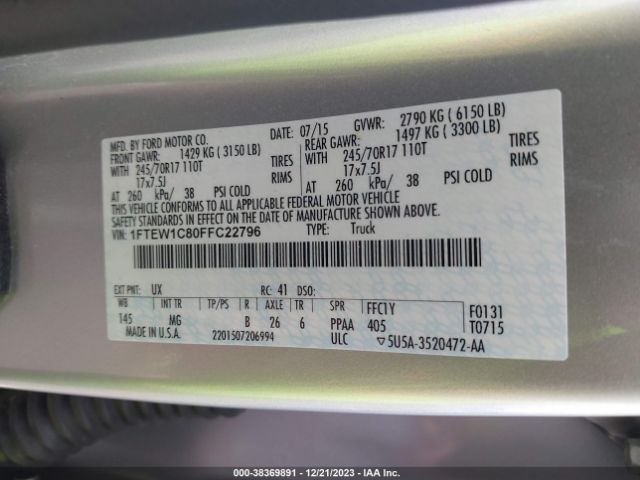 MFD. BY FORD MOTOR CO.
DATE: 07/15 GVWR: 2790 KG ( 6150 LB)
FRONT GAWR: 1429 KG ( 3150 LB) REAR GAWR: 1497 KG ( 3300 LB)
WITH 245/70R17 110T TIRES WITH 245/70R17 110T TIRES
17x7.5J RIMS 17x7.5J RIMS
AT 260 kPa/ 38 PSI COLD AT 260 kPa/ 38 PSI COLD
THIS VEHICLE CONFORMS TO ALL APPLICABLE FEDERAL MOTOR VEHICLE
SAFETY STANDARDS IN EFFECT ON THE DATE OF MANUFACTURE SHOWN ABOVE.
VIN: 1FTEW1C80FFC22796 TYPE: Truck
EXT PNT: UX RC: 41 DSO:
WB INT TR TP/PS R AXLE TR SPR FFC1Y F0131
145 MG B 26 6 PPAA 405 T0715
MADE IN U.S.A. 2201507206994 ULC ▽5U5A-3520472-AA
000-38369891 - 12/21/2023 - IAA Inc.